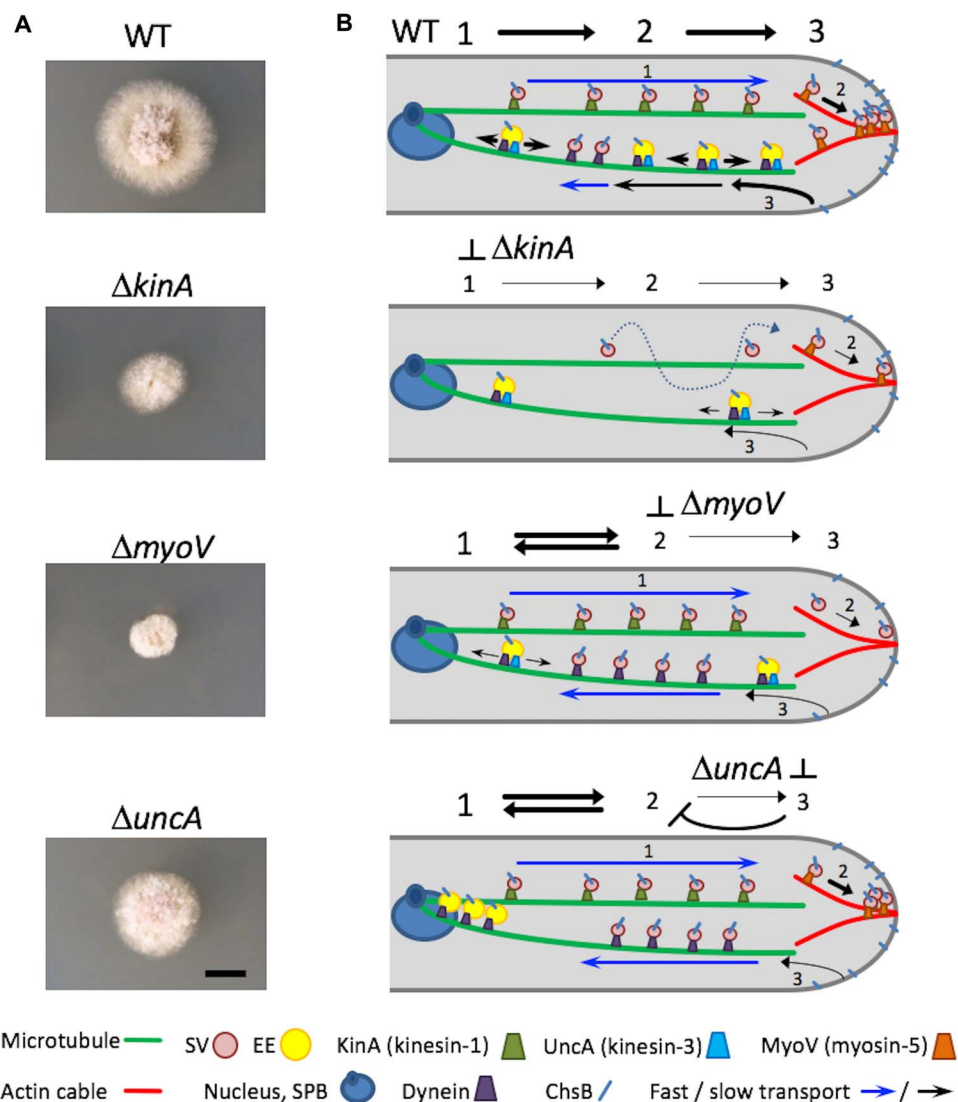 A
WT
B
WT 1 2 3
1
2
3
ΔkinA
⊥ ΔkinA
1 2 3
2
3
ΔmyoV
⊥ ΔmyoV
1 2 3
1
2
3
ΔuncA
ΔuncA ⊥
1 2 3
1
2
3
Microtubule SV EE KinA (kinesin-1) UncA (kinesin-3) MyoV (myosin-5)
Actin cable Nucleus, SPB Dynein ChsB Fast / slow transport /